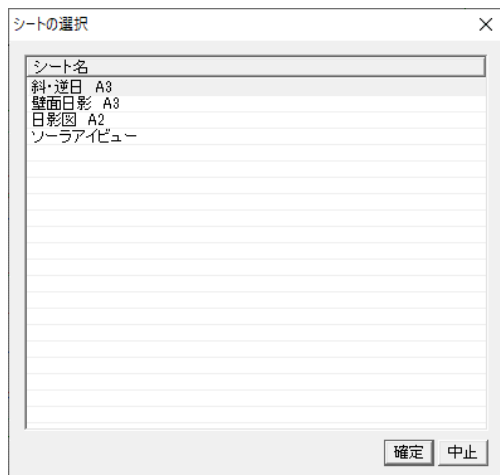 シートの選択
シート名
斜・逆日 A3
壁面日影 A3
日影図 A2
ソーラアイビュー
確定 中止